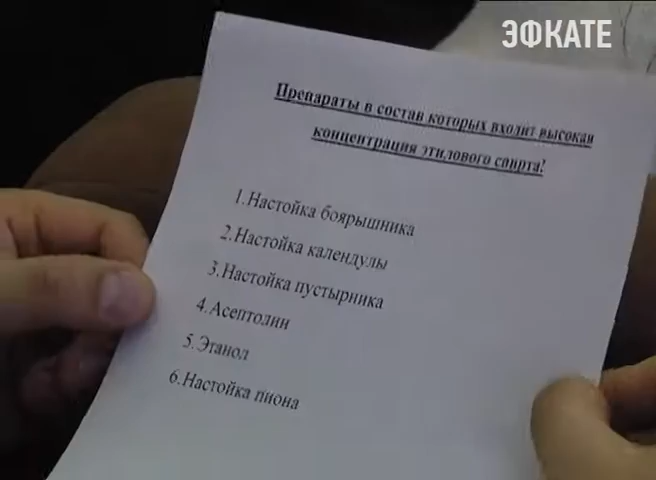 ЭФКАТЕ
Препараты в состав которых входит высокая
концентрация этилового спирта!
1.Настойка боярышника
2.Настойка календулы
3.Настойка пустырника
4.Асептолин
5.Этанол
6.Настойка пиона